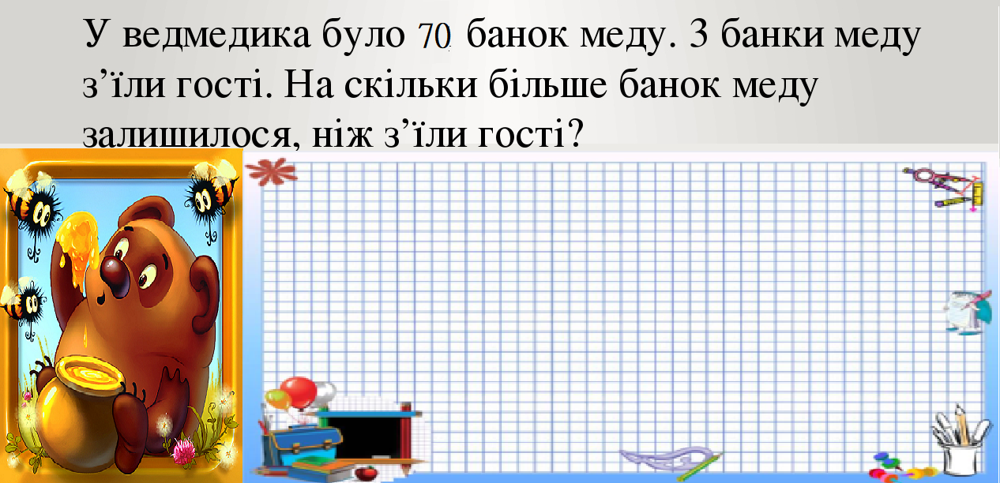 У ведмедика було 70 банок меду. 3 банки меду
з’їли гості. На скільки більше банок меду
залишилося, ніж з’їли гості?